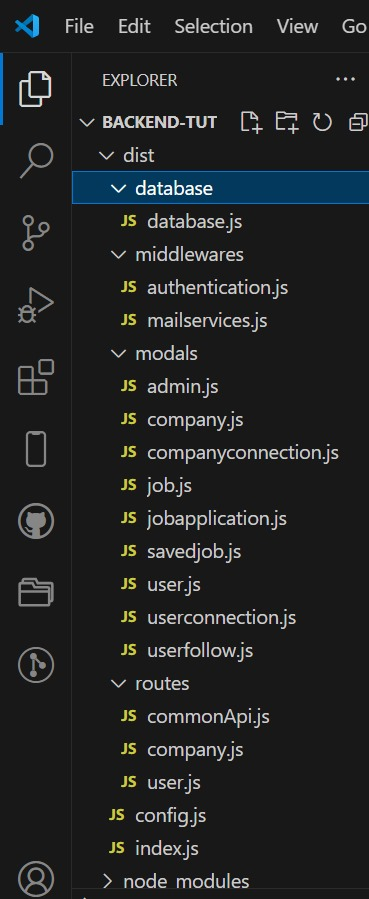 File Edit Selection View Go
EXPLORER
BACKEND-TUT
dist
database
JS database.js
middlewares
JS authentication.js
JS mailservices.js
modals
JS admin.js
JS company.js
JS companyconnection.js
JS job.js
JS jobapplication.js
JS savedjob.js
JS user.js
JS userconnection.js
JS userfollow.js
routes
JS commonApi.js
JS company.js
JS user.js
JS config.js
JS index.js
node_modules